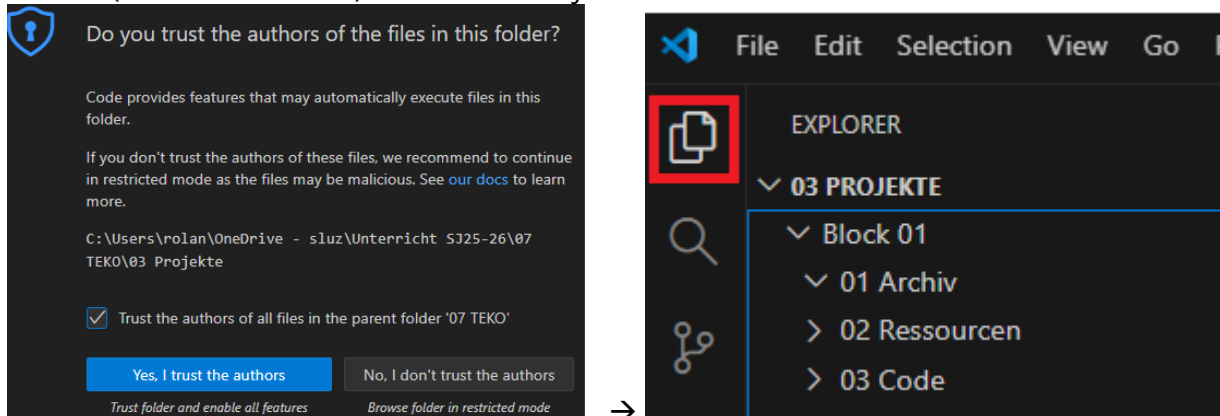 Do you trust the authors of the files in this folder?
Code provides features that may automatically execute files in this
folder.
If you don't trust the authors of these files, we recommend to continue
in restricted mode as the files may be malicious. See our docs to learn
more.
C:\Users\rolan\OneDrive - sluz\Unterricht SJ25-26\07
TEKO\03 Projekte
Trust the authors of all files in the parent folder '07 TEKO'
Yes, I trust the authors
No, I don't trust the authors
Trust folder and enable all features
Browse folder in restricted mode
→
File Edit Selection View Go
EXPLORER
03 PROJEKTE
Block 01
01 Archiv
02 Ressourcen
03 Code